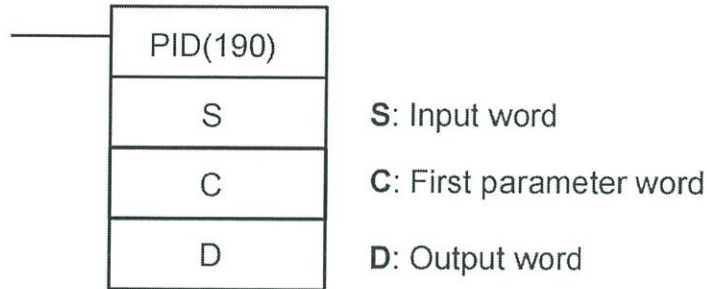 PID(190)
S S: Input word
C C: First parameter word
D D: Output word